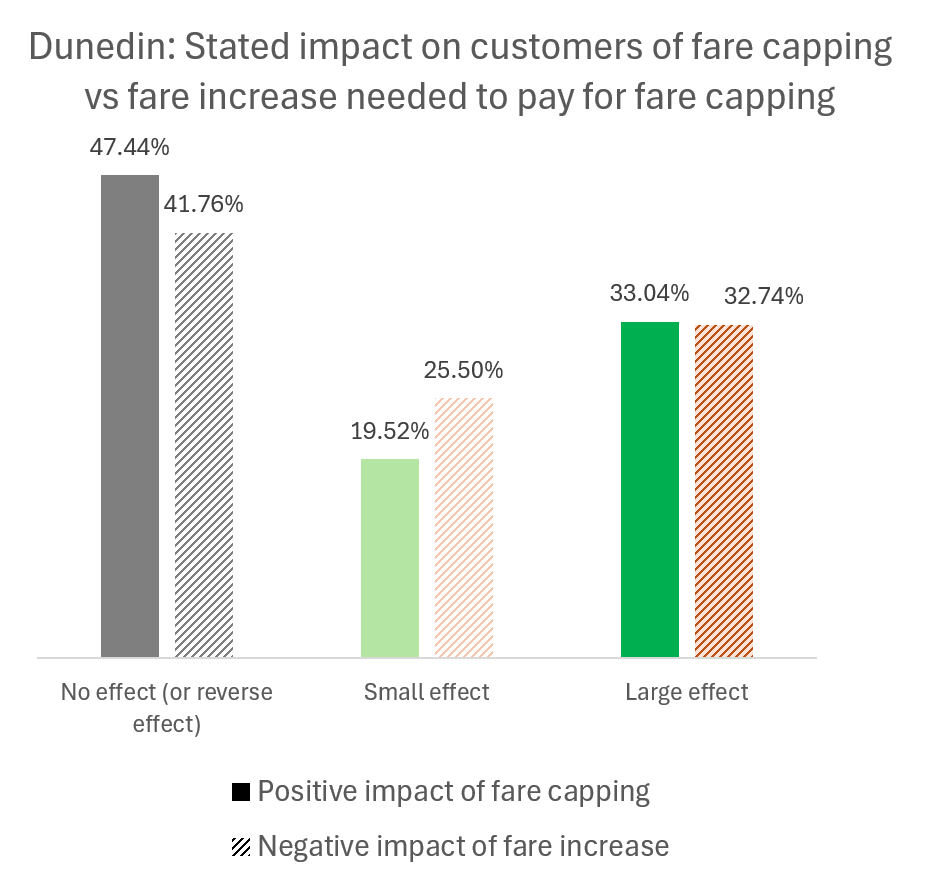 Dunedin: Stated impact on customers of fare capping
vs fare increase needed to pay for fare capping
47.44%
41.76%
19.52%
25.50%
33.04%
32.74%
No effect (or reverse
effect)
Small effect
Large effect
Positive impact of fare capping
Negative impact of fare increase